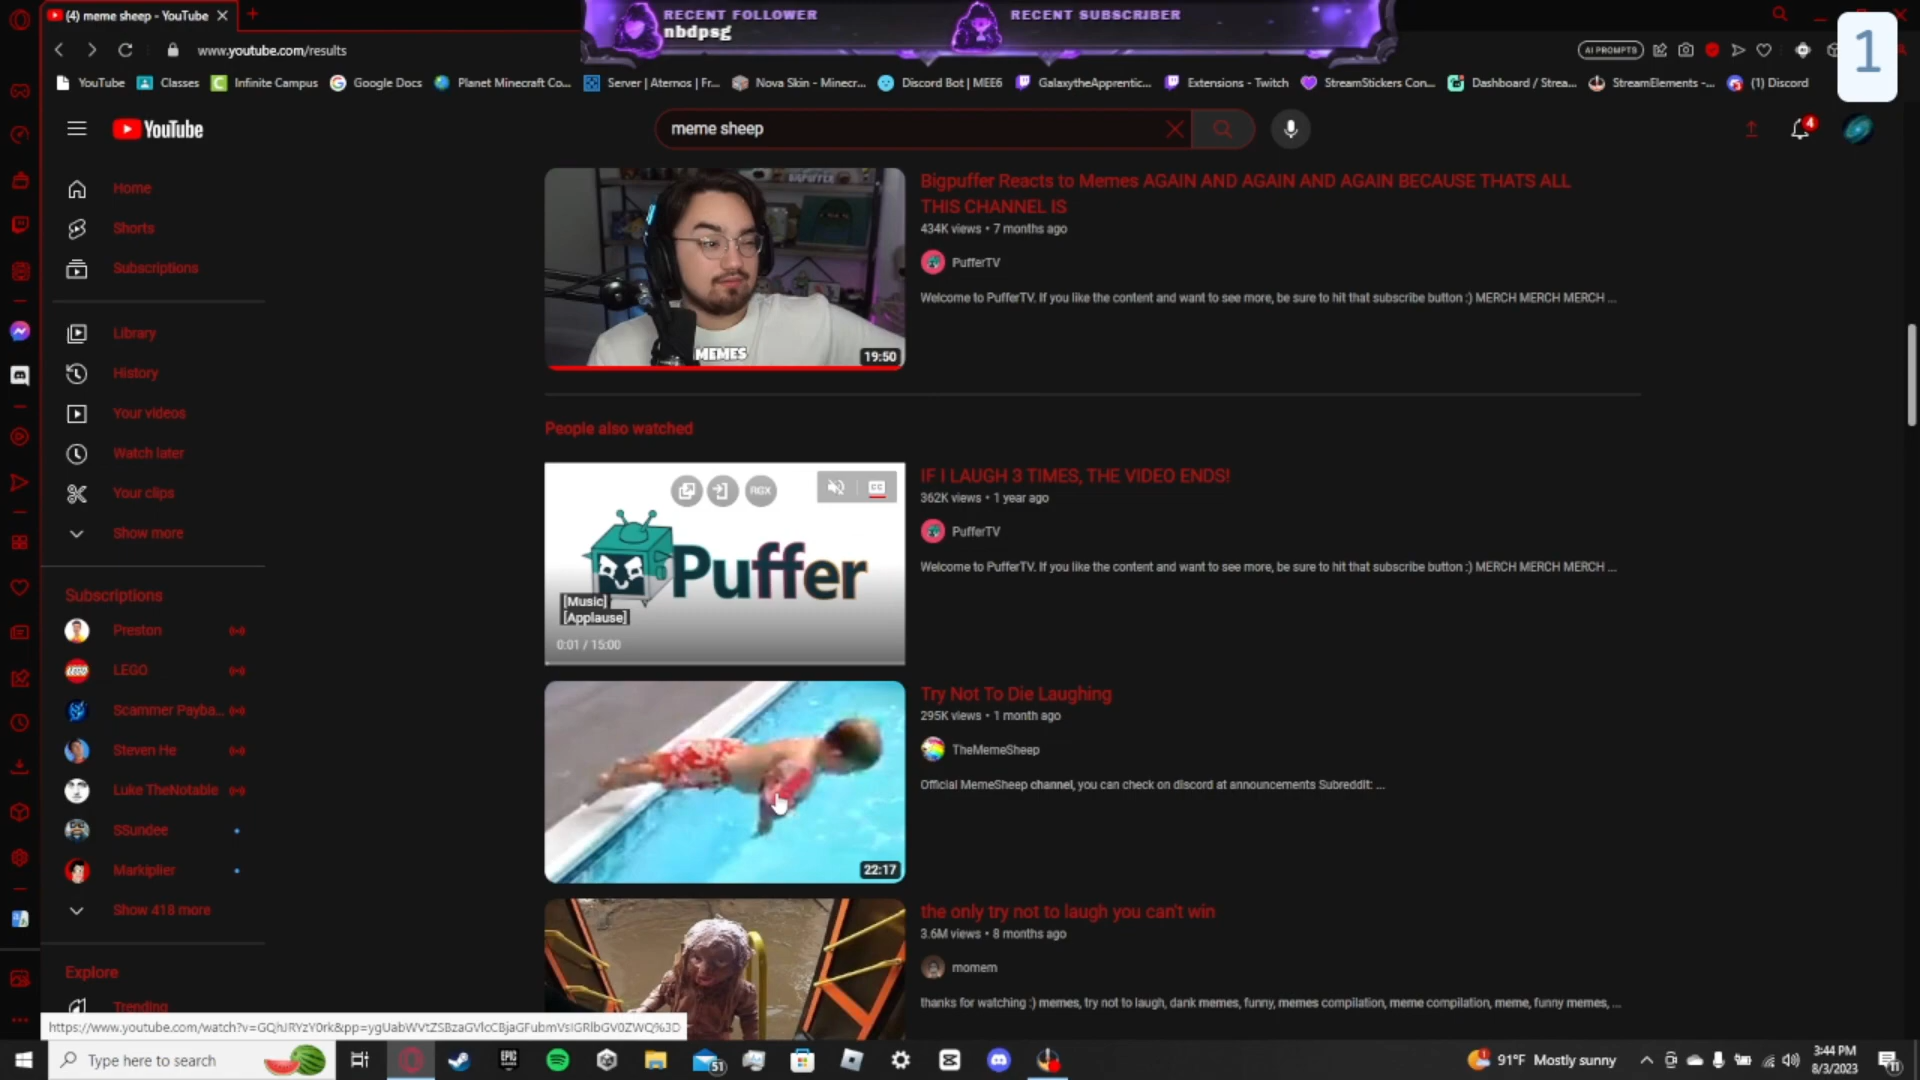 (4) meme sheep - YouTube
RECENT FOLLOWER
nbdpsg
RECENT SUBSCRIBER
1
www.youtube.com/results
AI PROMPTS
YouTube
Classes
Infinite Campus
Google Docs
Planet Minecraft Co...
Server | Aternos | Fr...
Nova Skin - Minecr...
Discord Bot | MEE6
GalaxytheApprentic...
Extensions - Twitch
StreamStickers Con...
Dashboard / Strea...
StreamElements -...
(1) Discord
YouTube
meme sheep
4
Home
Shorts
Subscriptions
Library
History
Your videos
Watch later
Your clips
Show more
Subscriptions
Preston
LEGO
Scammer Payba...
Steven He
Luke TheNotable
SSundee
Markiplier
Show 418 more
Explore
Trending
BIGPUFFER
MEMES
19:50
Bigpuffer Reacts to Memes AGAIN AND AGAIN AND AGAIN BECAUSE THATS ALL
THIS CHANNEL IS
434K views • 7 months ago
PufferTV
Welcome to PufferTV. If you like the content and want to see more, be sure to hit that subscribe button :) MERCH MERCH MERCH ...
People also watched
RGX
CC
Puffer
[Music]
[Applause]
0:01 / 15:00
IF I LAUGH 3 TIMES, THE VIDEO ENDS!
362K views • 1 year ago
PufferTV
Welcome to PufferTV. If you like the content and want to see more, be sure to hit that subscribe button :) MERCH MERCH MERCH ...
22:17
Try Not To Die Laughing
295K views • 1 month ago
TheMemeSheep
Official MemeSheep channel, you can check on discord at announcements Subreddit: ...
the only try not to laugh you can't win
3.6M views • 8 months ago
momem
thanks for watching :) memes, try not to laugh, dank memes, funny, memes compilation, meme compilation, meme, funny memes, ...
Type here to search
EPIC
51
91°F Mostly sunny
3:44 PM
8/3/2023
11